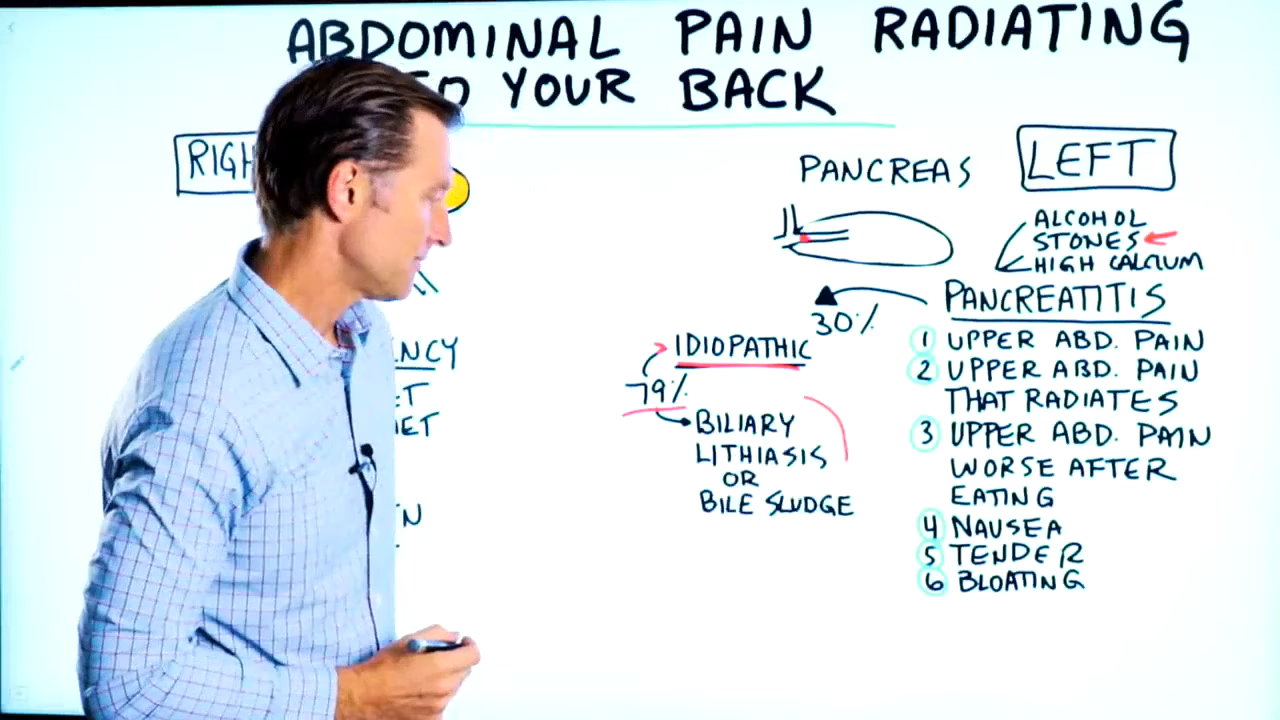 ABDOMINAL PAIN RADIATING
TO YOUR BACK
LEFT
PANCREAS
ALCOHOL
STONES
HIGH CALCIUM
PANCREATITIS
30%
1 UPPER ABD. PAIN
2 UPPER ABD. PAIN
THAT RADIATES
3 UPPER ABD. PAIN
WORSE AFTER
EATING
4 NAUSEA
5 TENDER
6 BLOATING
IDIOPATHIC
79%
BILIARY
LITHIASIS
OR
BILE SLUDGE